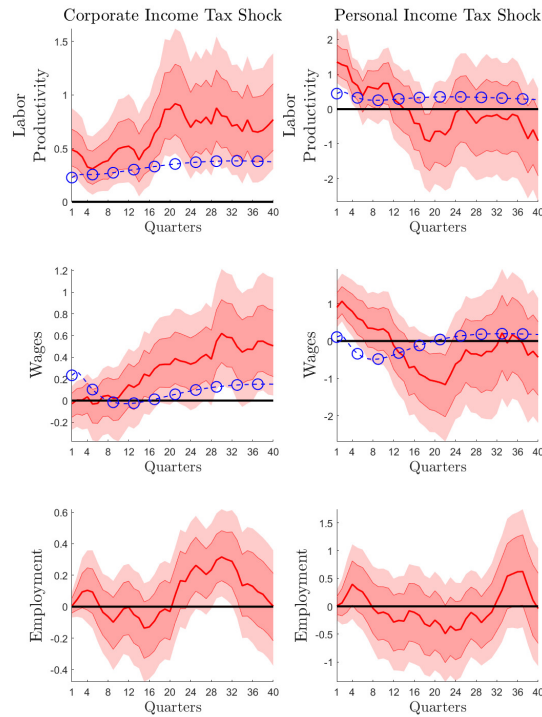 Corporate Income Tax Shock
Personal Income Tax Shock
Labor
Productivity
1.5
1
0.5
0
1 4 8 12 16 20 24 28 32 36 40
Quarters
Labor
Productivity
2
1
0
-1
-2
1 4 8 12 16 20 24 28 32 36 40
Quarters
Wages
1.2
1
0.8
0.6
0.4
0.2
0
-0.2
1 4 8 12 16 20 24 28 32 36 40
Quarters
Wages
1
0
-1
-2
1 4 8 12 16 20 24 28 32 36 40
Quarters
Employment
0.6
0.4
0.2
0
-0.2
-0.4
1 4 8 12 16 20 24 28 32 36 40
Quarters
Employment
1.5
1
0.5
0
-0.5
-1
1 4 8 12 16 20 24 28 32 36 40
Quarters